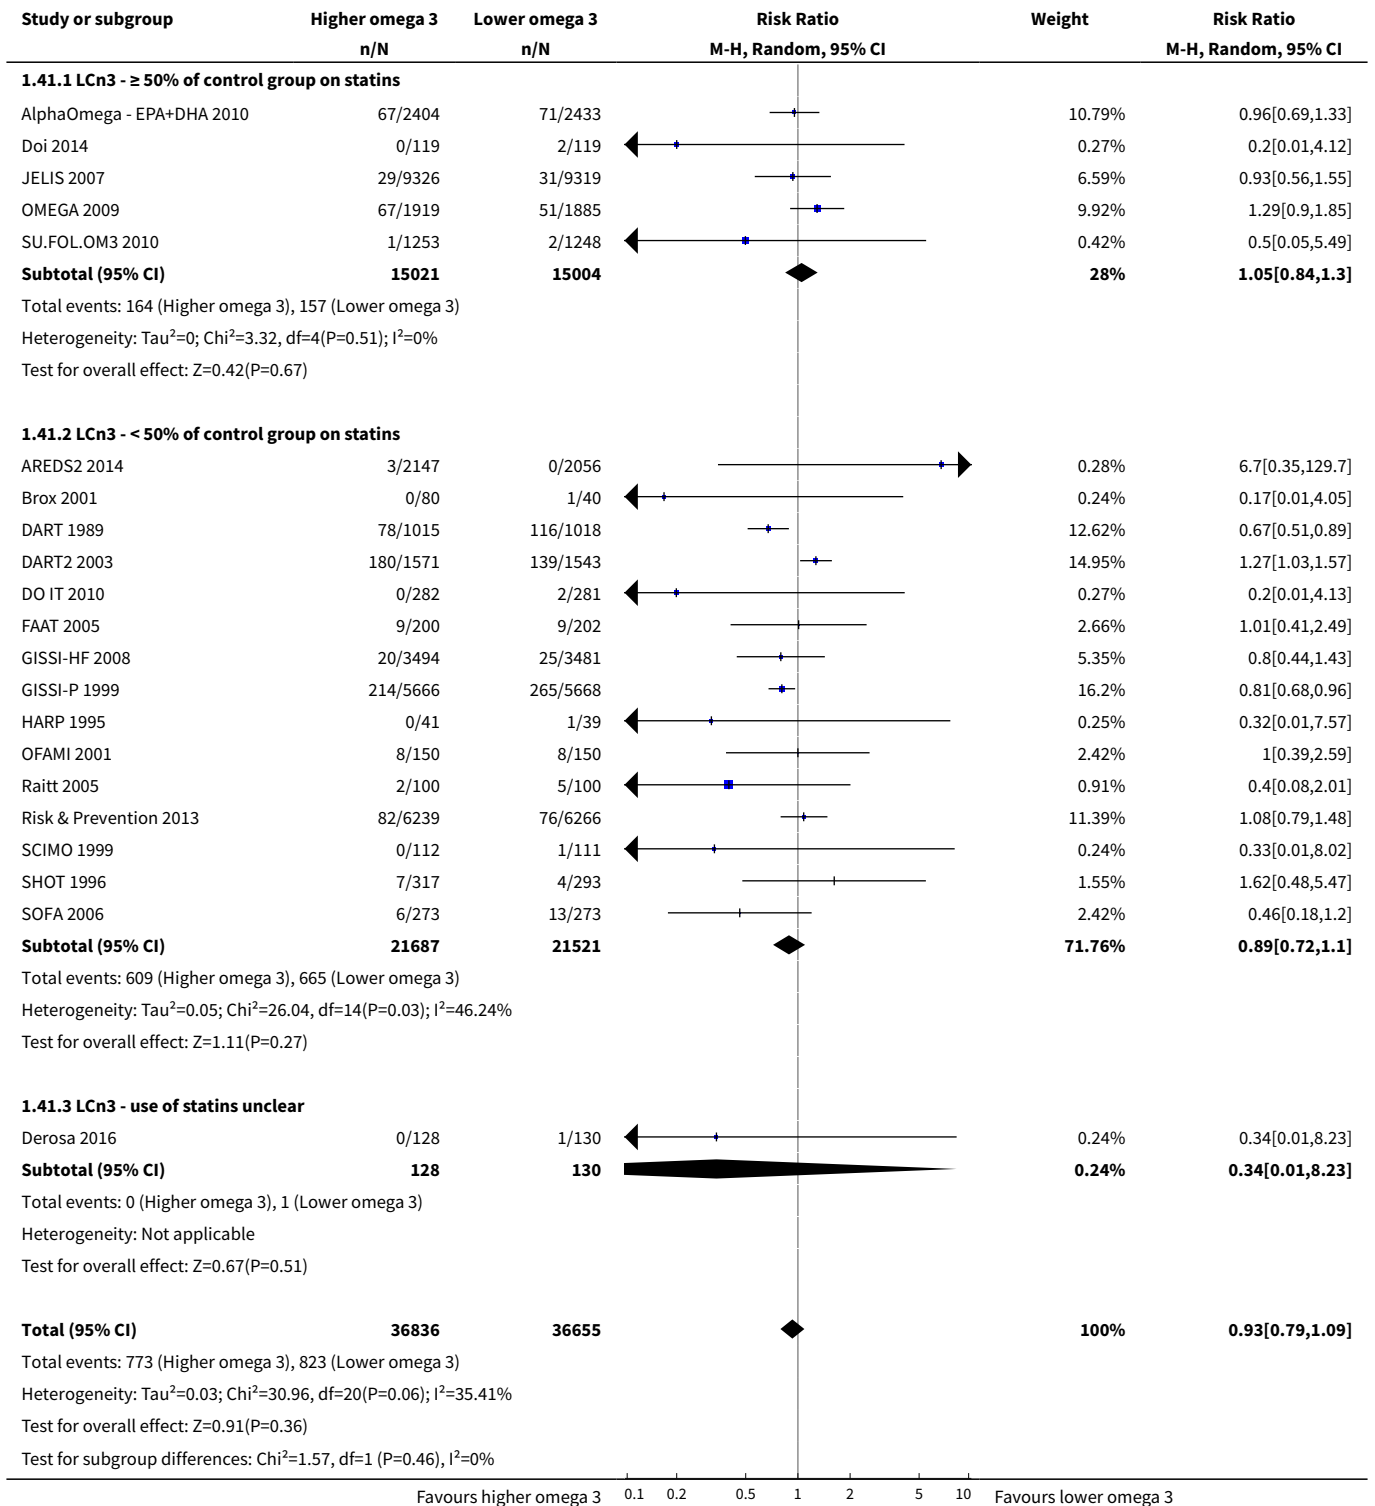 Study or subgroup Higher omega 3 Lower omega 3 Risk Ratio Weight Risk Ratio
n/N n/N M-H, Random, 95% CI M-H, Random, 95% CI
1.41.1 LCn3 - ≥ 50% of control group on statins
AlphaOmega - EPA+DHA 2010 67/2404 71/2433 10.79% 0.96[0.69,1.33]
Doi 2014 0/119 2/119 0.27% 0.2[0.01,4.12]
JELIS 2007 29/9326 31/9319 6.59% 0.93[0.56,1.55]
OMEGA 2009 67/1919 51/1885 9.92% 1.29[0.9,1.85]
SU.FOL.OM3 2010 1/1253 2/1248 0.42% 0.5[0.05,5.49]
Subtotal (95% CI) 15021 15004 28% 1.05[0.84,1.3]
Total events: 164 (Higher omega 3), 157 (Lower omega 3)
Heterogeneity: Tau²=0; Chi²=3.32, df=4(P=0.51); I²=0%
Test for overall effect: Z=0.42(P=0.67)
1.41.2 LCn3 - < 50% of control group on statins
AREDS2 2014 3/2147 0/2056 0.28% 6.7[0.35,129.7]
Brox 2001 0/80 1/40 0.24% 0.17[0.01,4.05]
DART 1989 78/1015 116/1018 12.62% 0.67[0.51,0.89]
DART2 2003 180/1571 139/1543 14.95% 1.27[1.03,1.57]
DO IT 2010 0/282 2/281 0.27% 0.2[0.01,4.13]
FAAT 2005 9/200 9/202 2.66% 1.01[0.41,2.49]
GISSI-HF 2008 20/3494 25/3481 5.35% 0.8[0.44,1.43]
GISSI-P 1999 214/5666 265/5668 16.2% 0.81[0.68,0.96]
HARP 1995 0/41 1/39 0.25% 0.32[0.01,7.57]
OFAMI 2001 8/150 8/150 2.42% 1[0.39,2.59]
Raitt 2005 2/100 5/100 0.91% 0.4[0.08,2.01]
Risk & Prevention 2013 82/6239 76/6266 11.39% 1.08[0.79,1.48]
SCIMO 1999 0/112 1/111 0.24% 0.33[0.01,8.02]
SHOT 1996 7/317 4/293 1.55% 1.62[0.48,5.47]
SOFA 2006 6/273 13/273 2.42% 0.46[0.18,1.2]
Subtotal (95% CI) 21687 21521 71.76% 0.89[0.72,1.1]
Total events: 609 (Higher omega 3), 665 (Lower omega 3)
Heterogeneity: Tau²=0.05; Chi²=26.04, df=14(P=0.03); I²=46.24%
Test for overall effect: Z=1.11(P=0.27)
1.41.3 LCn3 - use of statins unclear
Derosa 2016 0/128 1/130 0.24% 0.34[0.01,8.23]
Subtotal (95% CI) 128 130 0.24% 0.34[0.01,8.23]
Total events: 0 (Higher omega 3), 1 (Lower omega 3)
Heterogeneity: Not applicable
Test for overall effect: Z=0.67(P=0.51)
Total (95% CI) 36836 36655 100% 0.93[0.79,1.09]
Total events: 773 (Higher omega 3), 823 (Lower omega 3)
Heterogeneity: Tau²=0.03; Chi²=30.96, df=20(P=0.06); I²=35.41%
Test for overall effect: Z=0.91(P=0.36)
Test for subgroup differences: Chi²=1.57, df=1 (P=0.46), I²=0%
Favours higher omega 3 0.1 0.2 0.5 1 2 5 10 Favours lower omega 3